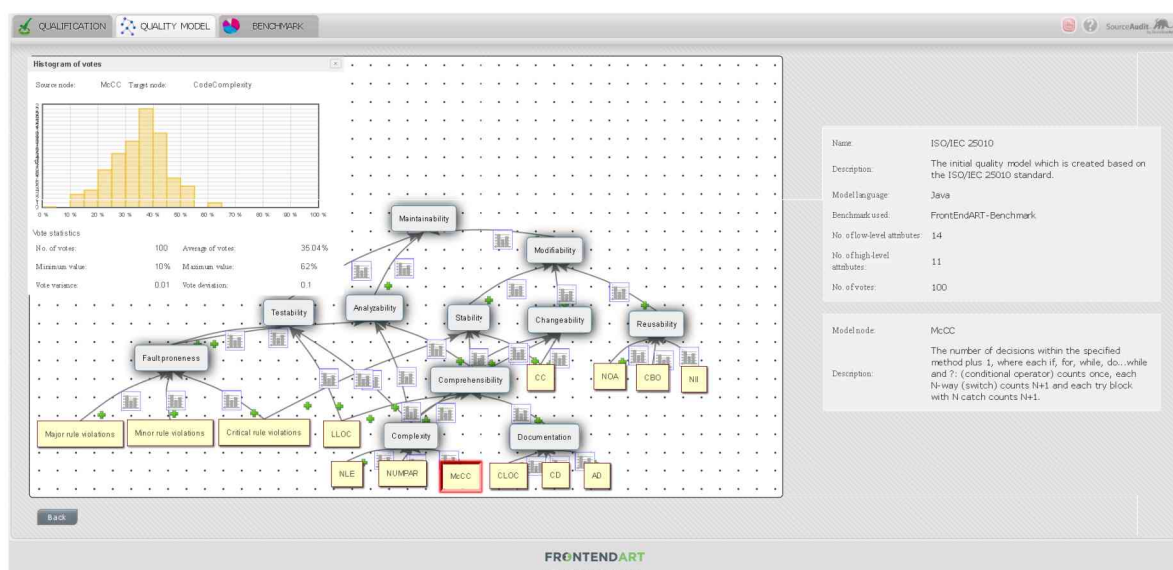 QUALIFICATION
QUALITY MODEL
BENCHMARK
SourceAudit
Histogram of votes
Source node: McCC Target node: CodeComplexity
0 % 10 % 20 % 30 % 40 % 50 % 60 % 70 % 80 % 90 % 100 %
Vote statistics
No. of votes: 100 Average of votes: 35.04%
Minimum value: 10% Maximum value: 62%
Vote variance: 0.01 Vote deviation: 0.1
Maintainability
Modifiability
Testability
Analyzability
Stability
Changeability
Reusability
Fault proneness
Comprehensibility
CC
NOA
CBO
NII
Major rule violations
Minor rule violations
Critical rule violations
LLOC
Complexity
Documentation
NLE
NUMPAR
McCC
CLOC
CD
AD
Name: ISO/IEC 25010
Description: The initial quality model which is created based on
the ISO/IEC 25010 standard.
Model language: Java
Benchmark used: FrontEndART-Benchmark
No. of low-level attributes: 14
No. of high-level
attributes: 11
No. of votes: 100
Model node: McCC
Description: The number of decisions within the specified
method plus 1, where each if, for, while, do...while
and ?: (conditional operator) counts once, each
N-way (switch) counts N+1 and each try block
with N catch counts N+1.
Back
FRONTENDART